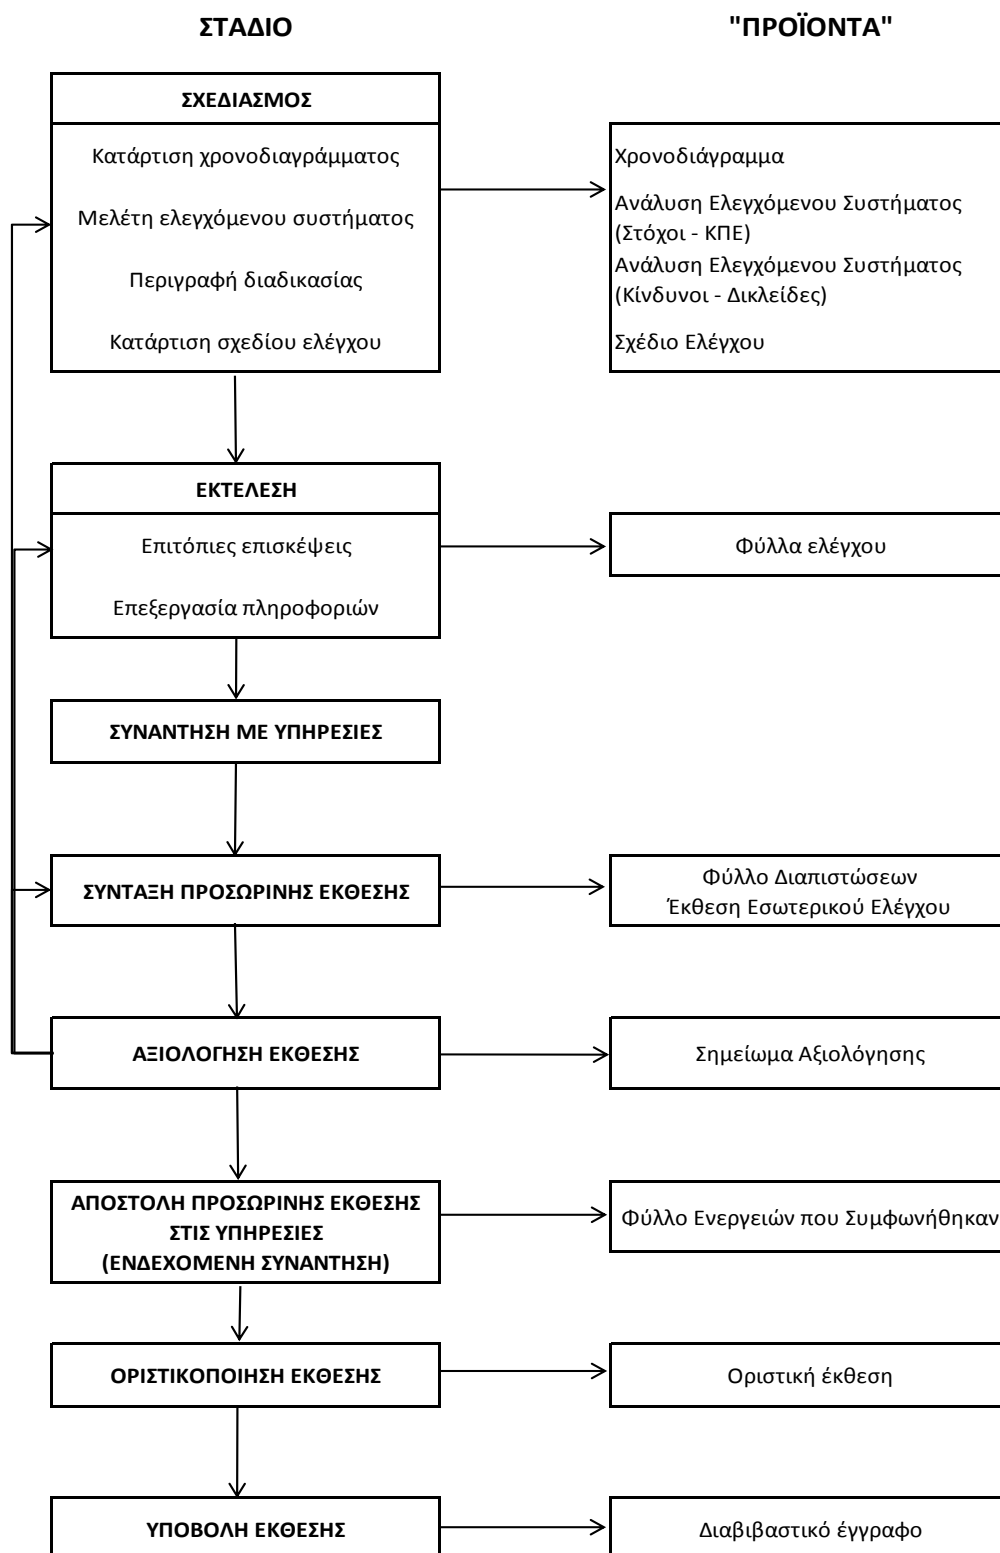 ΣΤΑΔΙΟ
"ΠΡΟΪΟΝΤΑ"
ΣΧΕΔΙΑΣΜΟΣ
Κατάρτιση χρονοδιαγράμματος
Μελέτη ελεγχόμενου συστήματος
Περιγραφή διαδικασίας
Κατάρτιση σχεδίου ελέγχου
Χρονοδιάγραμμα
Ανάλυση Ελεγχόμενου Συστήματος
(Στόχοι - ΚΠΕ)
Ανάλυση Ελεγχόμενου Συστήματος
(Κίνδυνοι - Δικλείδες)
Σχέδιο Ελέγχου
ΕΚΤΕΛΕΣΗ
Επιτόπιες επισκέψεις
Επεξεργασία πληροφοριών
Φύλλα ελέγχου
ΣΥΝΑΝΤΗΣΗ ΜΕ ΥΠΗΡΕΣΙΕΣ
ΣΥΝΤΑΞΗ ΠΡΟΣΩΡΙΝΗΣ ΕΚΘΕΣΗΣ
Φύλλο Διαπιστώσεων
Έκθεση Εσωτερικού Ελέγχου
ΑΞΙΟΛΟΓΗΣΗ ΕΚΘΕΣΗΣ
Σημείωμα Αξιολόγησης
ΑΠΟΣΤΟΛΗ ΠΡΟΣΩΡΙΝΗΣ ΕΚΘΕΣΗΣ
ΣΤΙΣ ΥΠΗΡΕΣΙΕΣ
(ΕΝΔΕΧΟΜΕΝΗ ΣΥΝΑΝΤΗΣΗ)
Φύλλο Ενεργειών που Συμφωνήθηκαν
ΟΡΙΣΤΙΚΟΠΟΙΗΣΗ ΕΚΘΕΣΗΣ
Οριστική έκθεση
ΥΠΟΒΟΛΗ ΕΚΘΕΣΗΣ
Διαβιβαστικό έγγραφο